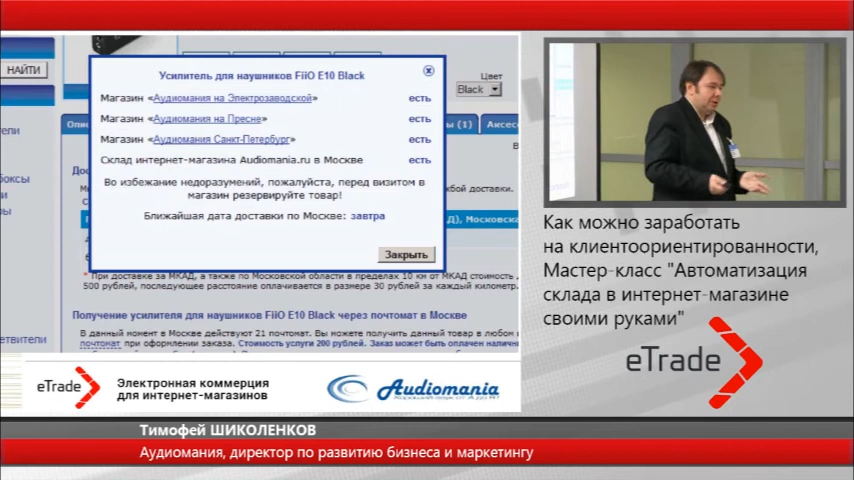 НАЙТИ
Цвет
Black
Усилитель для наушников FiiO E10 Black
Магазин «Аудиомания на Электрозаводской» есть
Магазин «Аудиомания на Пресне» есть
Магазин «Аудиомания Санкт-Петербург» есть
Склад интернет-магазина Audiomania.ru в Москве есть
Во избежание недоразумений, пожалуйста, перед визитом в
магазин резервируйте товар!
Ближайшая дата доставки по Москве: завтра
Закрыть
* При доставке за МКАД, а также по Московской области в пределах 10 км от МКАД стоимость
500 рублей, последующее расстояние оплачивается в размере 30 рублей за каждый километр.
Получение усилителя для наушников FiiO E10 Black через почтомат в Москве
В данный момент в Москве действуют 21 почтомат. Вы можете получить данный товар в любом
почтомат при оформлении заказа. Стоимость услуги 200 рублей. Заказ может быть оплачен
Как можно заработать
на клиентоориентированности,
Мастер-класс "Автоматизация
склада в интернет-магазине
своими руками"
eTrade
eTrade
Электронная коммерция
для интернет-магазинов
Audiomania
Тимофей ШИКОЛЕНКОВ
Аудиомания, директор по развитию бизнеса и маркетингу